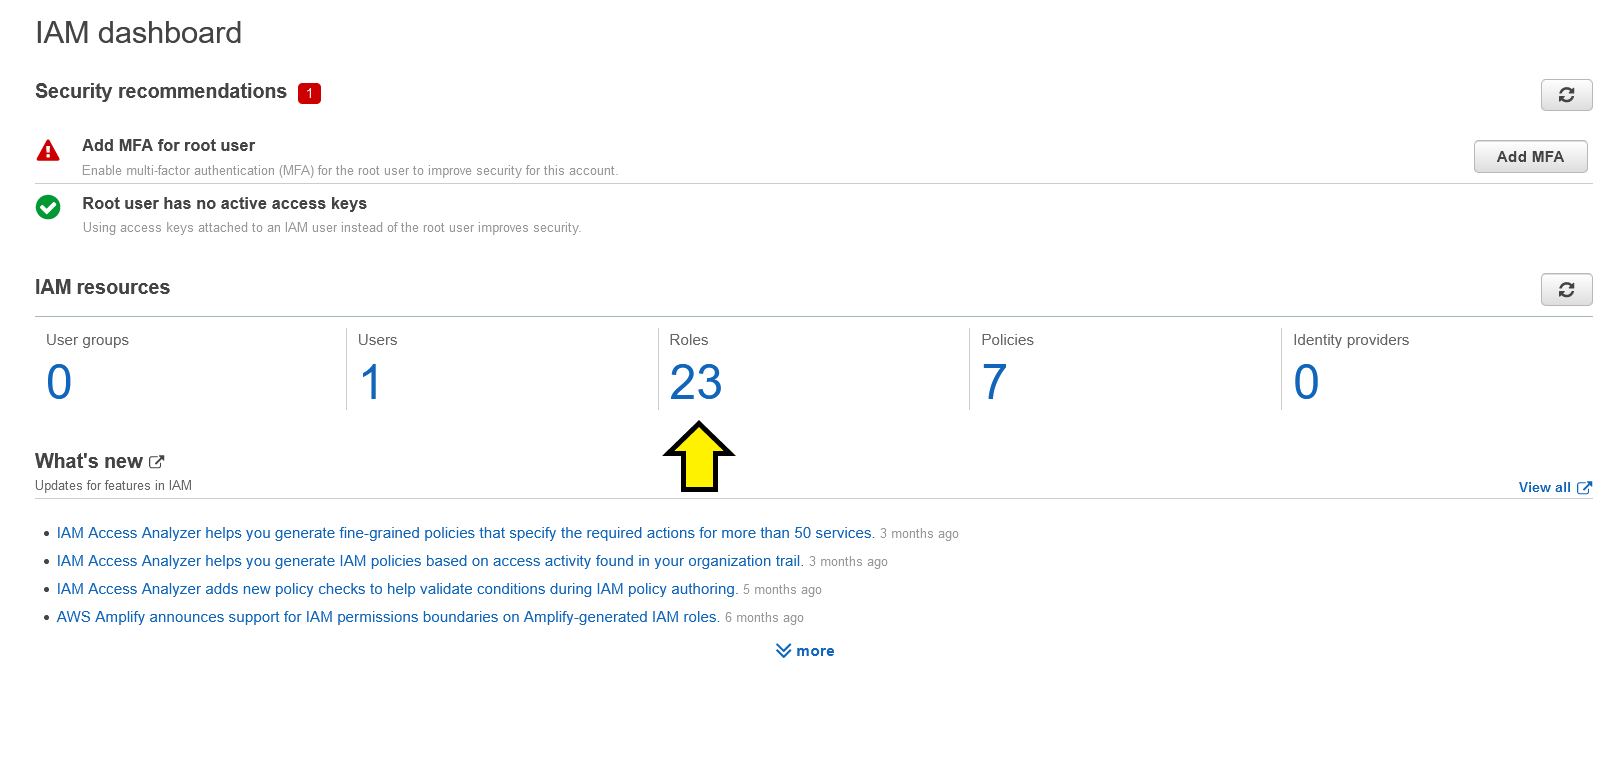 IAM dashboard
Security recommendations 1
Add MFA for root user
Enable multi-factor authentication (MFA) for the root user to improve security for this account.
Add MFA
Root user has no active access keys
Using access keys attached to an IAM user instead of the root user improves security.
IAM resources
User groups
0
Users
1
Roles
23
Policies
7
Identity providers
0
What's new
Updates for features in IAM
View all
IAM Access Analyzer helps you generate fine-grained policies that specify the required actions for more than 50 services. 3 months ago
IAM Access Analyzer helps you generate IAM policies based on access activity found in your organization trail. 3 months ago
IAM Access Analyzer adds new policy checks to help validate conditions during IAM policy authoring. 5 months ago
AWS Amplify announces support for IAM permissions boundaries on Amplify-generated IAM roles. 6 months ago
more